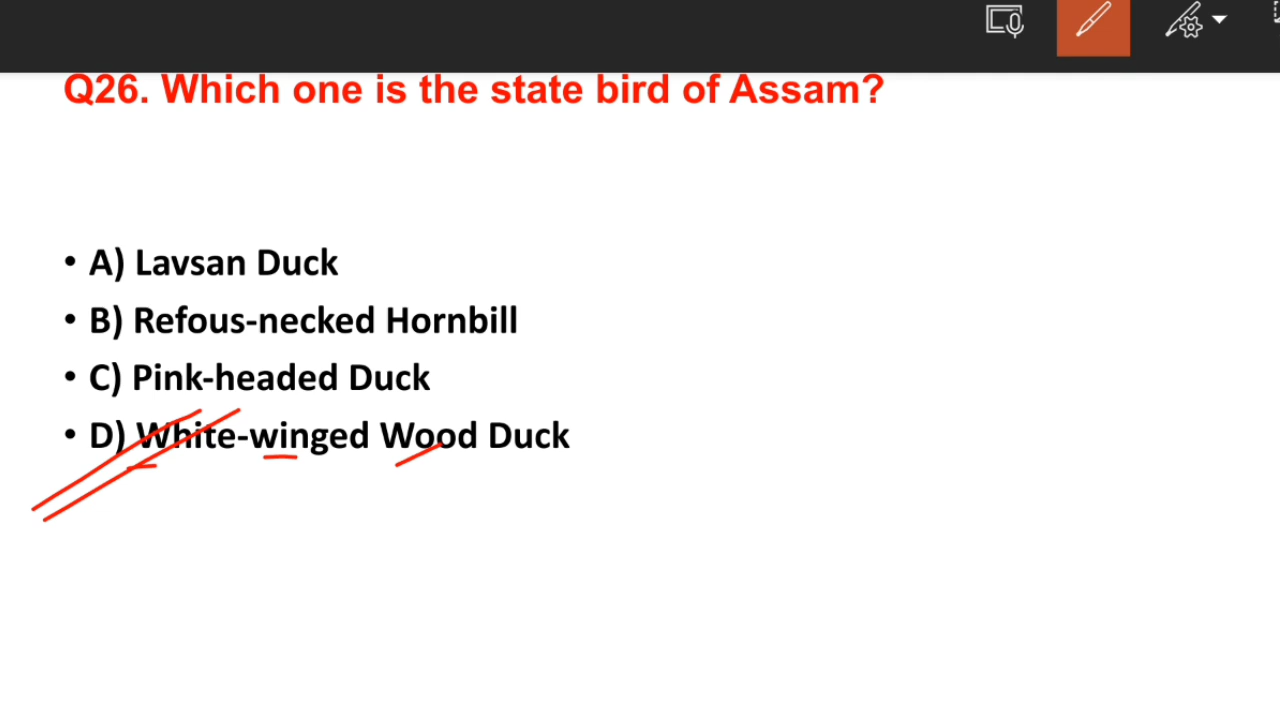 Q26. Which one is the state bird of Assam?
• A) Lavsan Duck
• B) Refous-necked Hornbill
• C) Pink-headed Duck
• D) White-winged Wood Duck